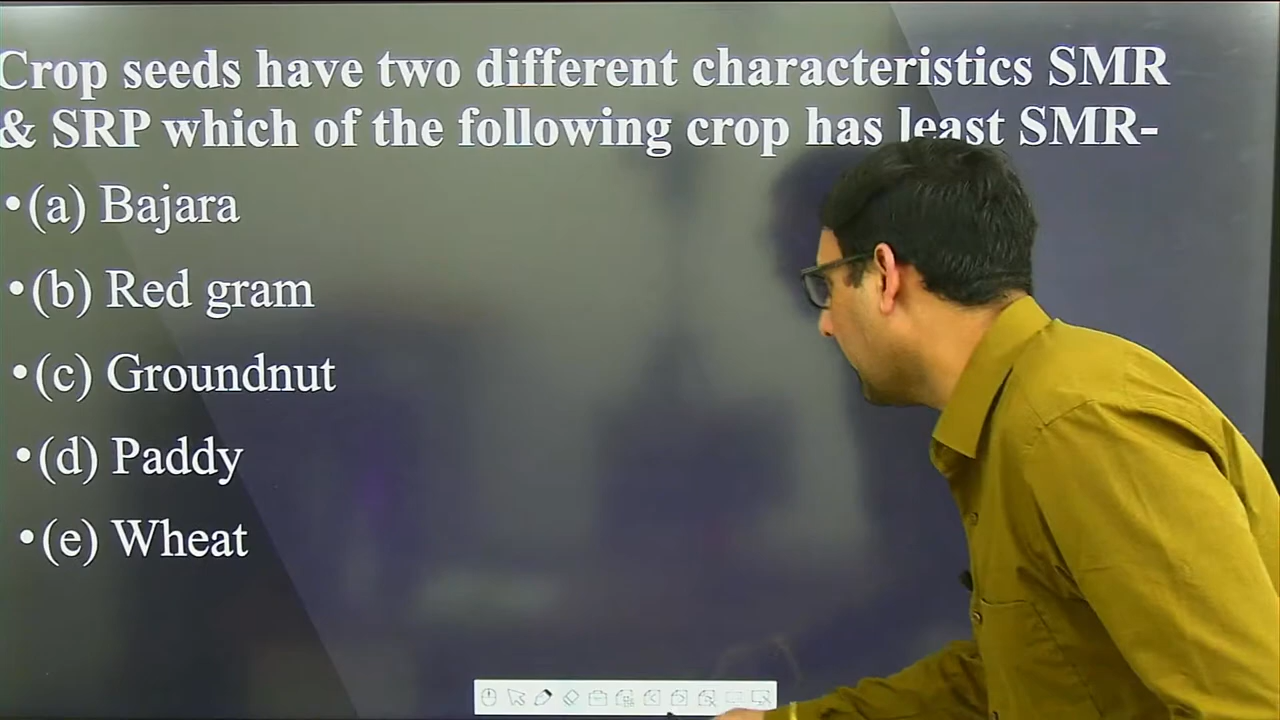 Crop seeds have two different characteristics SMR
& SRP which of the following crop has least SMR-
•(a) Bajara
•(b) Red gram
•(c) Groundnut
•(d) Paddy
•(e) Wheat